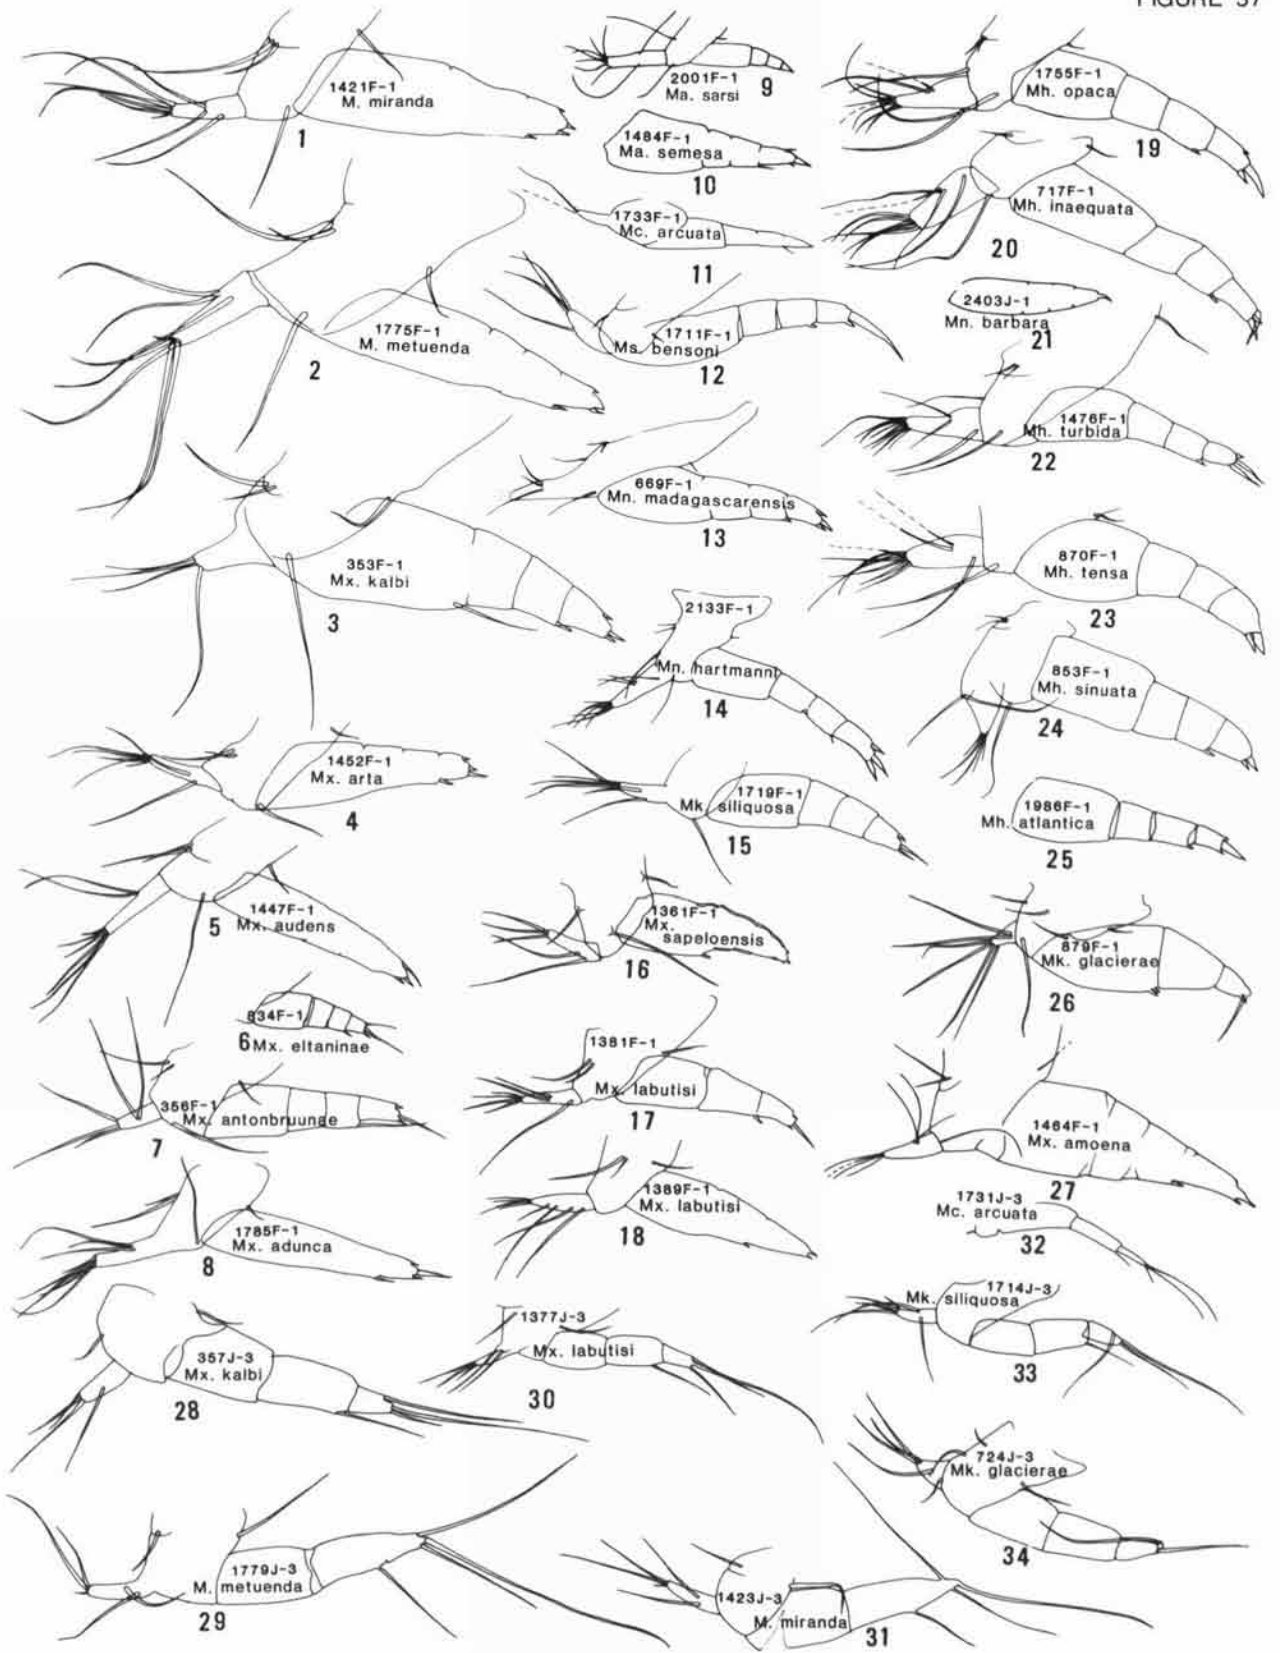 FIGURE 37
1421F-1
M. miranda
1
1775F-1
M. metuenda
2
353F-1
Mx. kalbi
3
1452F-1
Mx. arta
4
1447F-1
Mx. audens
5
834F-1
6 Mx. eltaninae
356F-1
Mx. antonbruunae
7
1785F-1
Mx. adunca
8
2001F-1
Ma. sarsi
9
1484F-1
Ma. semesa
10
1733F-1
Mc. arcuata
11
1711F-1
Ms. bensoni
12
669F-1
Mn. madagascarensis
13
2133F-1
Mn. hartmanni
14
1719F-1
Mk. siliquosa
15
1361F-1
Mx.
sapeloensis
16
1381F-1
Mx. labutisi
17
1389F-1
Mx. labutisi
18
1755F-1
Mh. opaca
19
717F-1
Mh. inaequata
20
2403J-1
Mn. barbara
21
1476F-1
Mh. turbida
22
870F-1
Mh. tensa
23
853F-1
Mh. sinuata
24
1986F-1
Mh. atlantica
25
879F-1
Mk. glacierae
26
1464F-1
Mx. amoena
27
357J-3
Mx. kalbi
28
1779J-3
M. metuenda
29
1377J-3
Mx. labutisi
30
1423J-3
M. miranda
31
1731J-3
Mc. arcuata
32
1714J-3
Mk. siliquosa
33
724J-3
Mk. glacierae
34